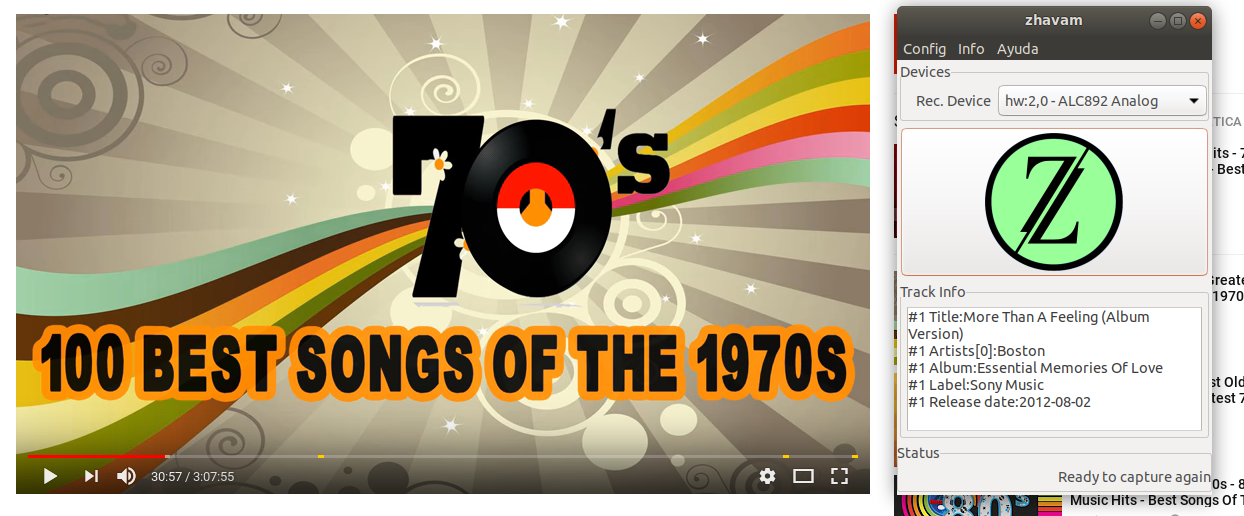 70's
100 BEST SONGS OF THE 1970S
30:57 / 3:07:55
zhavam
Config Info Ayuda
Devices
Rec. Device hw:2,0 - ALC892 Analog
Z
Track Info
#1 Title:More Than A Feeling (Album
Version)
#1 Artists[0]:Boston
#1 Album:Essential Memories Of Love
#1 Label:Sony Music
#1 Release date:2012-08-02
Status
Ready to capture again
TICA
its - 7
- Best
1970
st Old
test 7
0s - 8
Music Hits - Best Songs Of T